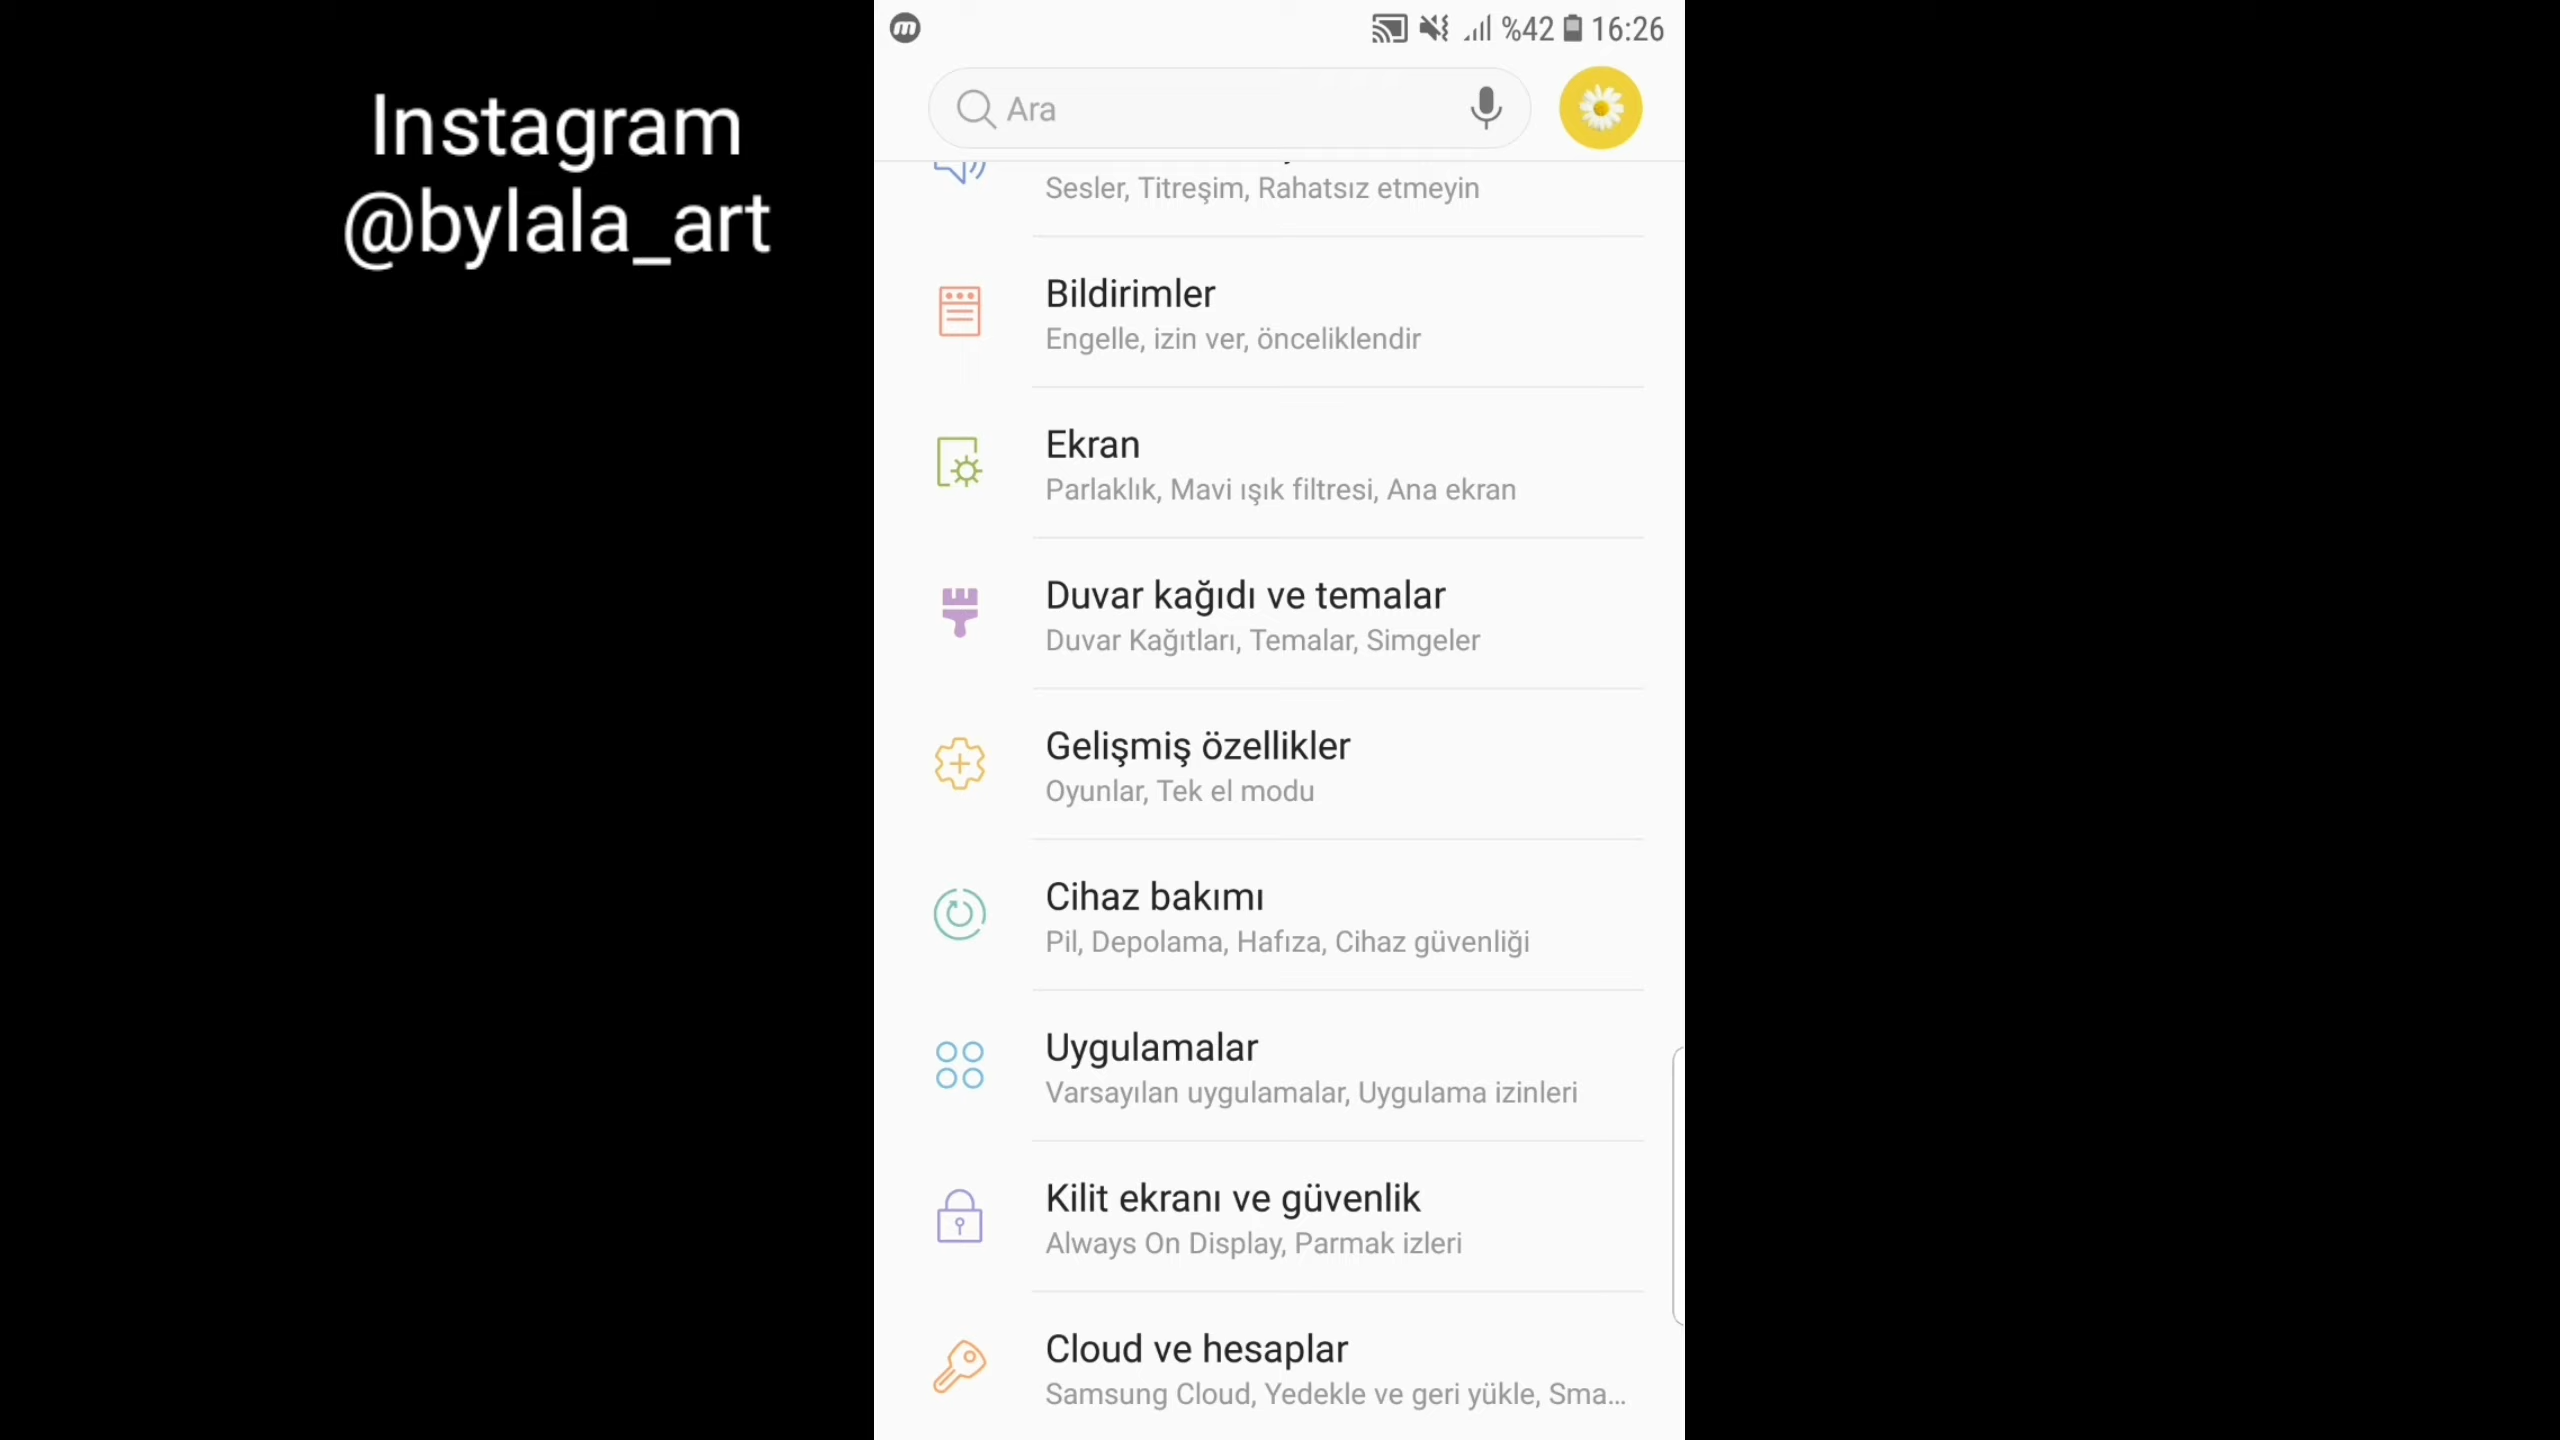 Instagram
@bylala_art
%42 16:26
Ara
Sesler, Titreşim, Rahatsız etmeyin
Bildirimler
Engelle, izin ver, önceliklendir
Ekran
Parlaklık, Mavi ışık filtresi, Ana ekran
Duvar kağıdı ve temalar
Duvar Kağıtları, Temalar, Simgeler
Gelişmiş özellikler
Oyunlar, Tek el modu
Cihaz bakımı
Pil, Depolama, Hafıza, Cihaz güvenliği
Uygulamalar
Varsayılan uygulamalar, Uygulama izinleri
Kilit ekranı ve güvenlik
Always On Display, Parmak izleri
Cloud ve hesaplar
Samsung Cloud, Yedekle ve geri yükle, Sma...